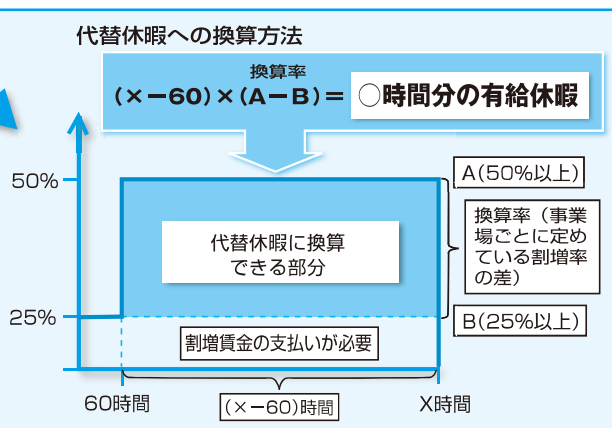 代替休暇への換算方法
換算率
(×−60)×(A−B)= ○時間分の有給休暇
50%
A(50%以上)
代替休暇に換算
できる部分
換算率（事業
場ごとに定め
ている割増率
の差）
25%
B(25%以上)
割増賃金の支払いが必要
60時間
(×−60)時間
X時間